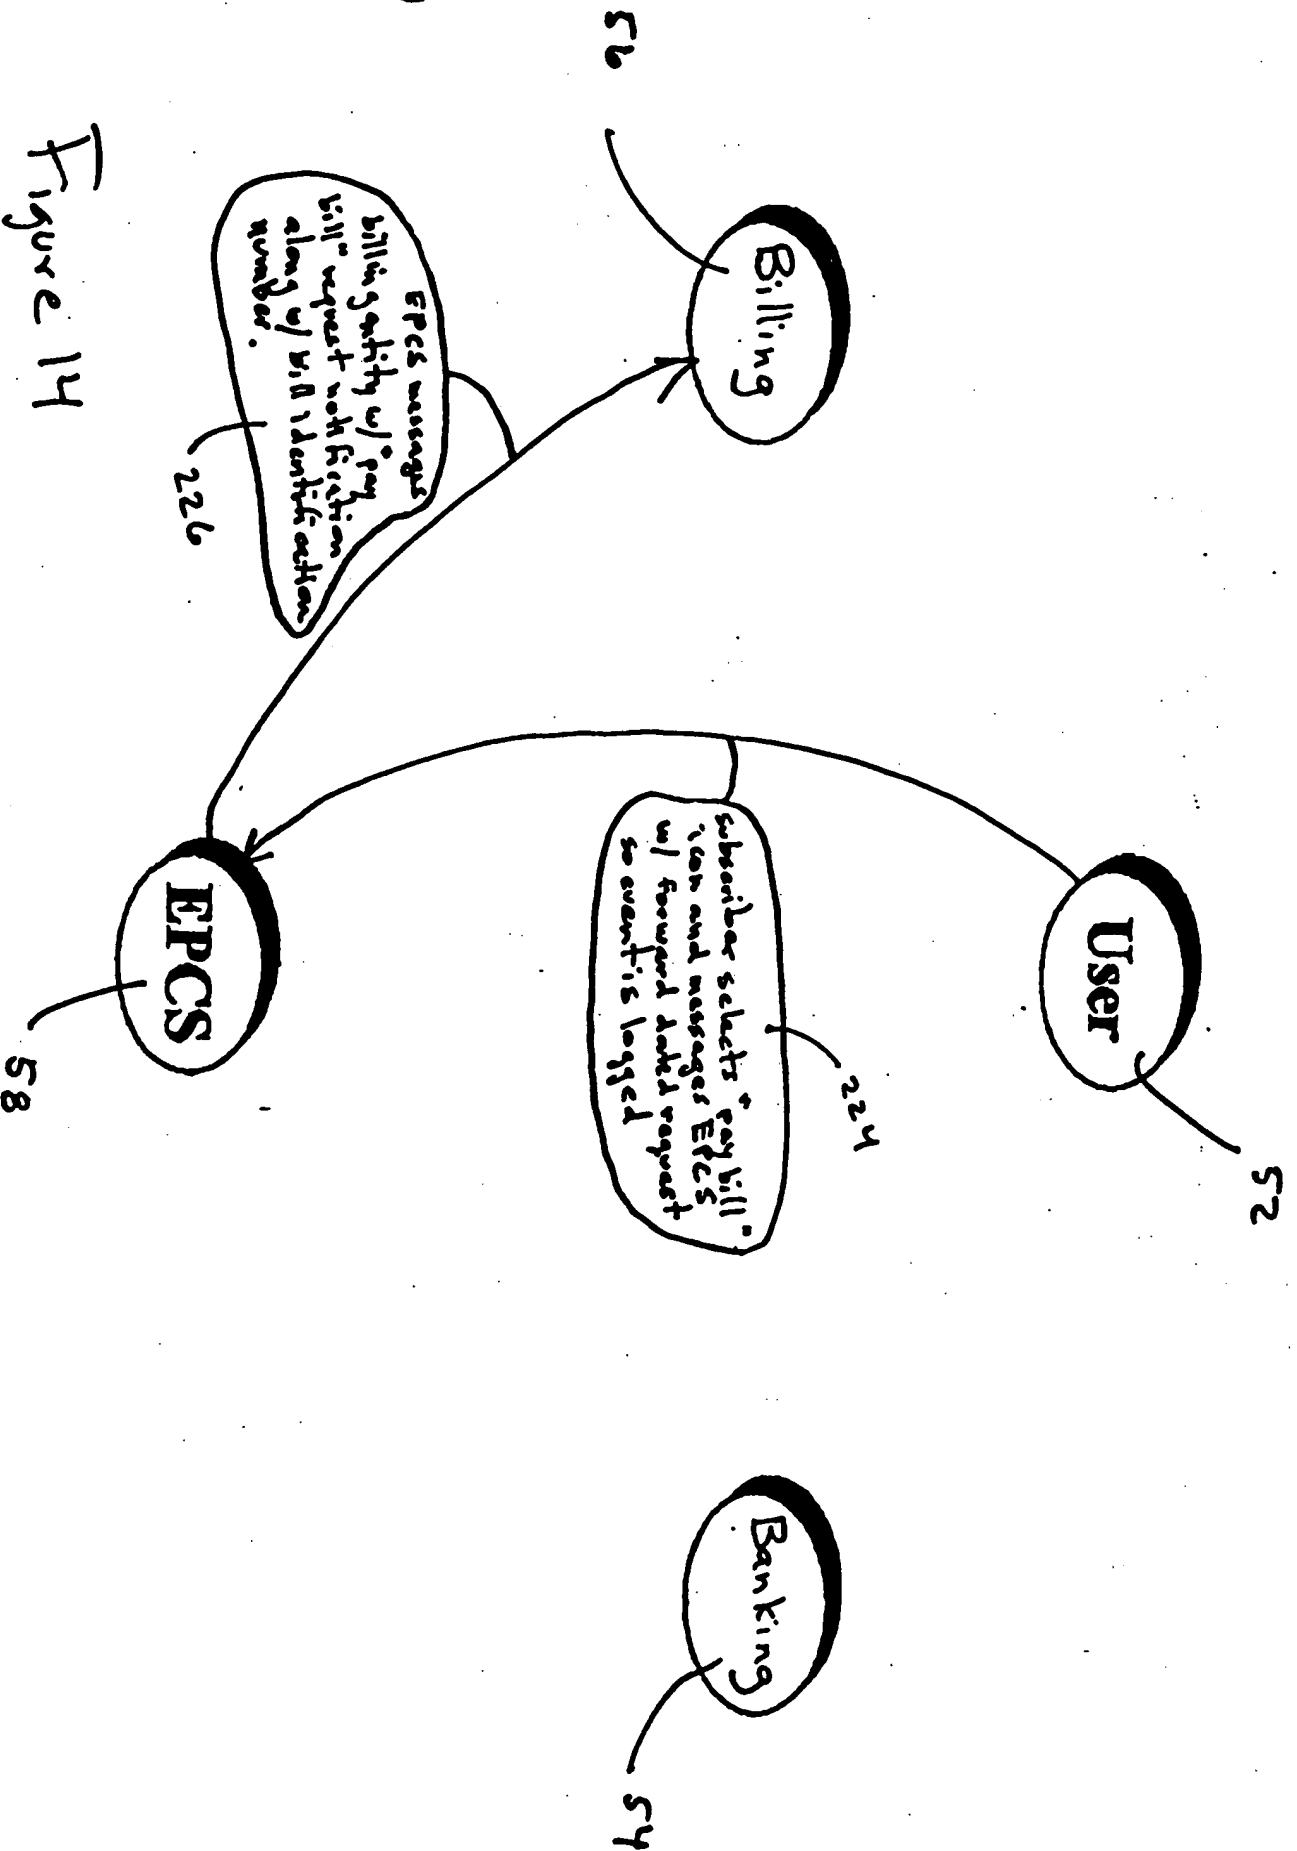 52
User
224
subscriber selects "pay bill"
icon and messages EPCS
w/ forward dated request
so event is logged
56
Billing
Banking
54
EPCS messages
billing entity w/ "pay
bill" request notification
along w/ bill identification
number.
226
EPCS
58
Figure 14